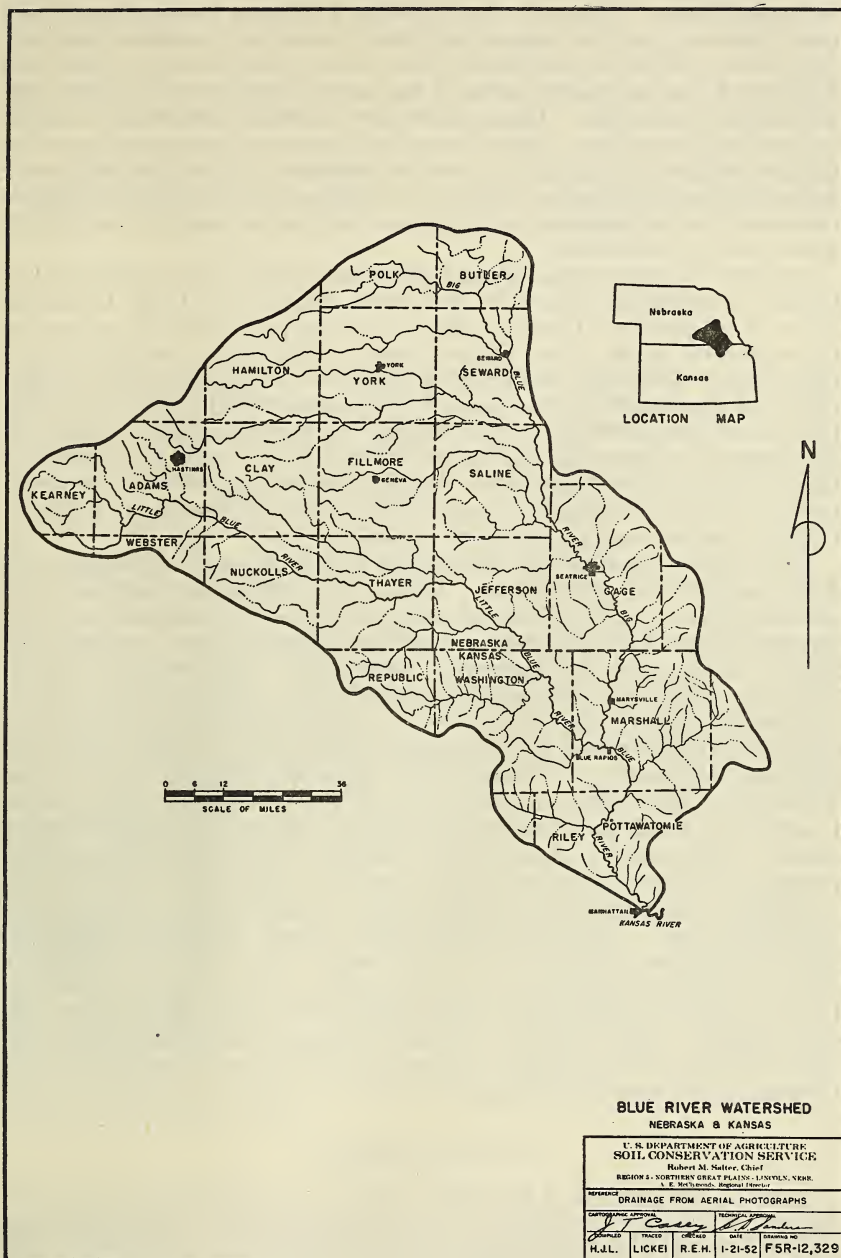 POLK
BUTLER
BIG
Nebraska
Kansas
LOCATION MAP
SEWARD
SEWARD
BLUE
HAMILTON
YORK
YORK
N
HASTINGS
CLAY
FILLMORE
GENEVA
SALINE
KEARNEY
ADAMS
LITTLE
BLUE
RIVER
WEBSTER
NUCKOLLS
RIVER
THAYER
JEFFERSON
BEATRICE
GAGE
BIG
LITTLE
NEBRASKA
KANSAS
BLUE
REPUBLIC
WASHINGTON
RIVER
MARYSVILLE
MARSHALL
BLUE RAPIDS
BLUE
0 6 12 36
SCALE OF MILES
RILEY
POTTAWATOMIE
RIVER
MANHATTAN
KANSAS RIVER
BLUE RIVER WATERSHED
NEBRASKA & KANSAS
U. S. DEPARTMENT OF AGRICULTURE
SOIL CONSERVATION SERVICE
Robert M. Salter, Chief
REGION 5 - NORTHERN GREAT PLAINS - LINCOLN, NEBR.
A. E. McClymonds, Regional Director
REFERENCE
DRAINAGE FROM AERIAL PHOTOGRAPHS
CARTOGRAPHIC APPROVAL TECHNICAL APPROVAL
J T Casey
COMPILED TRACED CHECKED DATE DRAWING NO
H.J.L. LICKEI R.E.H. 1-21-52 F5R-12,329